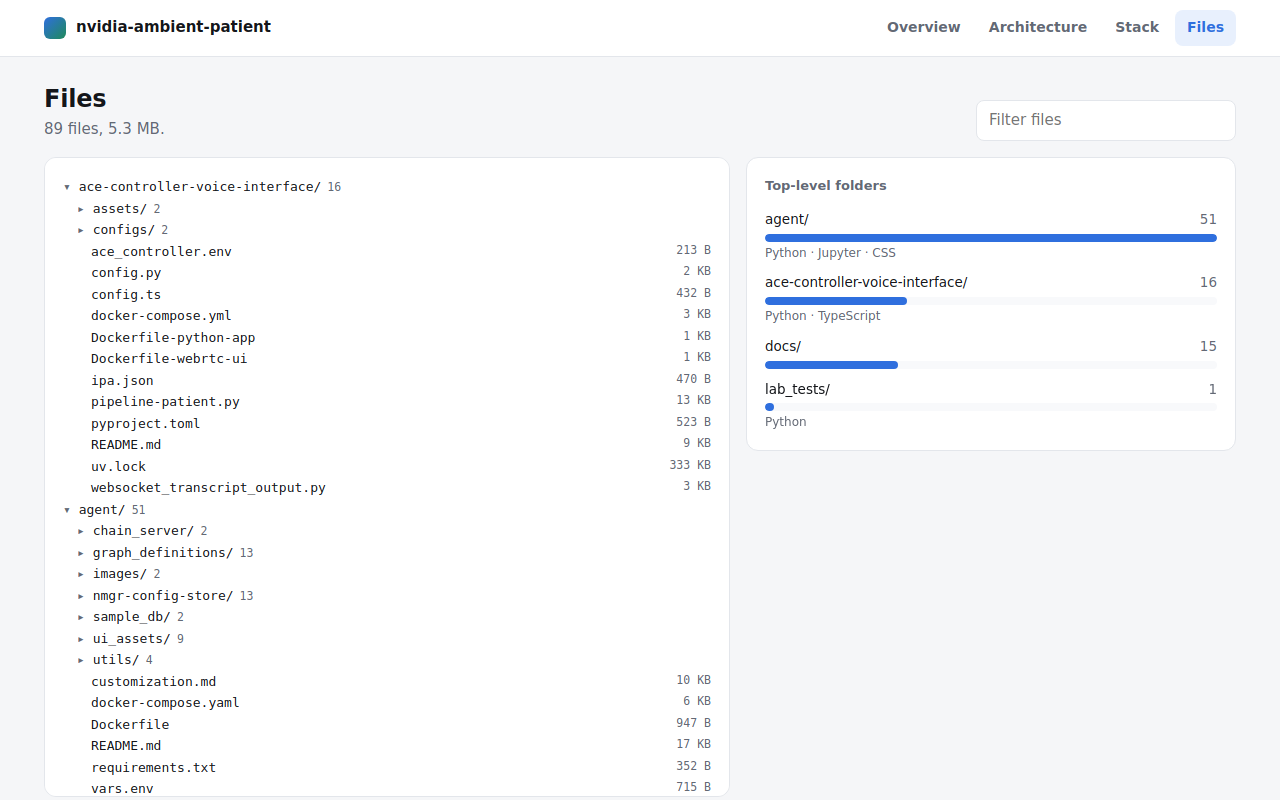 nvidia-ambient-patient
Overview Architecture Stack Files
Files
89 files, 5.3 MB.
Filter files
▾ ace-controller-voice-interface/ 16
▸ assets/ 2
▸ configs/ 2
ace_controller.env 213 B
config.py 2 KB
config.ts 432 B
docker-compose.yml 3 KB
Dockerfile-python-app 1 KB
Dockerfile-webrtc-ui 1 KB
ipa.json 470 B
pipeline-patient.py 13 KB
pyproject.toml 523 B
README.md 9 KB
uv.lock 333 KB
websocket_transcript_output.py 3 KB
▾ agent/ 51
▸ chain_server/ 2
▸ graph_definitions/ 13
▸ images/ 2
▸ nmgr-config-store/ 13
▸ sample_db/ 2
▸ ui_assets/ 9
▸ utils/ 4
customization.md 10 KB
docker-compose.yaml 6 KB
Dockerfile 947 B
README.md 17 KB
requirements.txt 352 B
vars.env 715 B
Top-level folders
agent/ 51
Python · Jupyter · CSS
ace-controller-voice-interface/ 16
Python · TypeScript
docs/ 15
lab_tests/ 1
Python